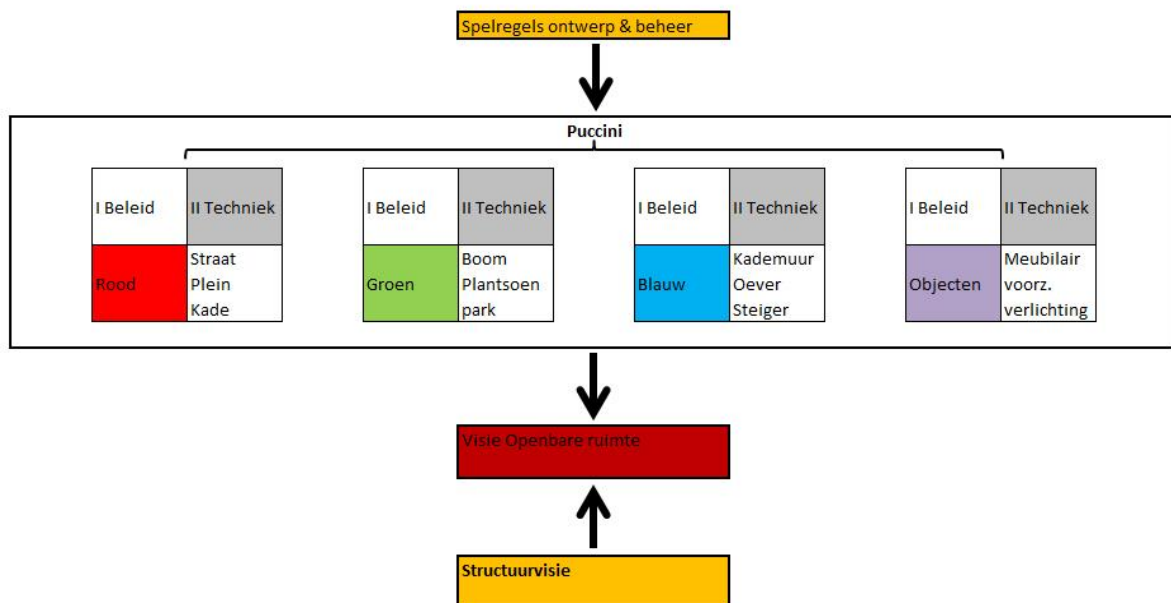 Spelregels ontwerp & beheer
Puccini
I Beleid
II Techniek
Rood
Straat
Plein
Kade
I Beleid
II Techniek
Groen
Boom
Plantsoen
park
I Beleid
II Techniek
Blauw
Kademuur
Oever
Steiger
I Beleid
II Techniek
Objecten
Meubilair
voorz.
verlichting
Visie Openbare ruimte
Structuurvisie